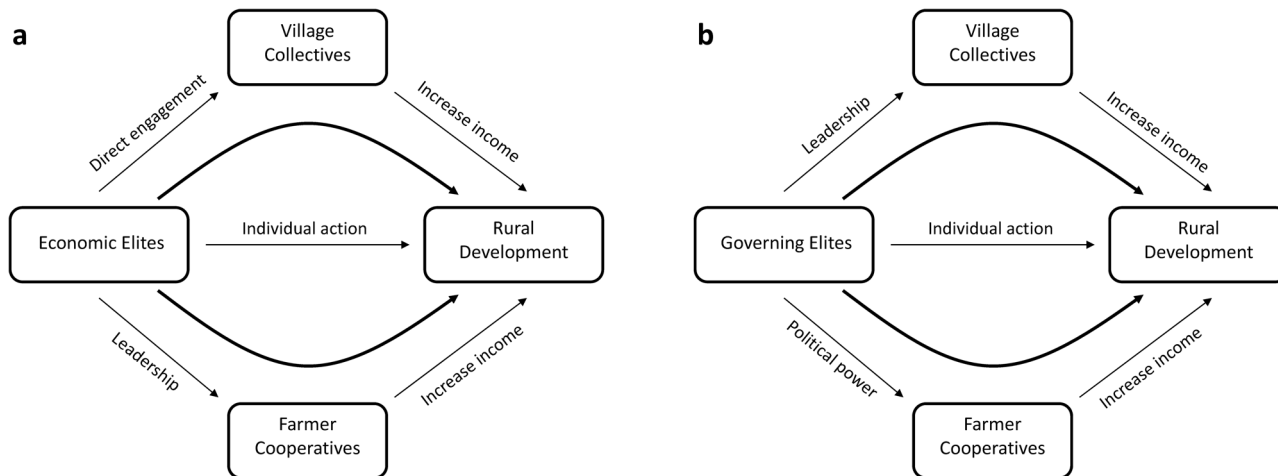 a
Village
Collectives
Direct engagement
Increase income
Economic Elites
Individual action
Rural
Development
Leadership
Increase income
Farmer
Cooperatives
b
Village
Collectives
Leadership
Increase income
Governing Elites
Individual action
Rural
Development
Political power
Increase income
Farmer
Cooperatives